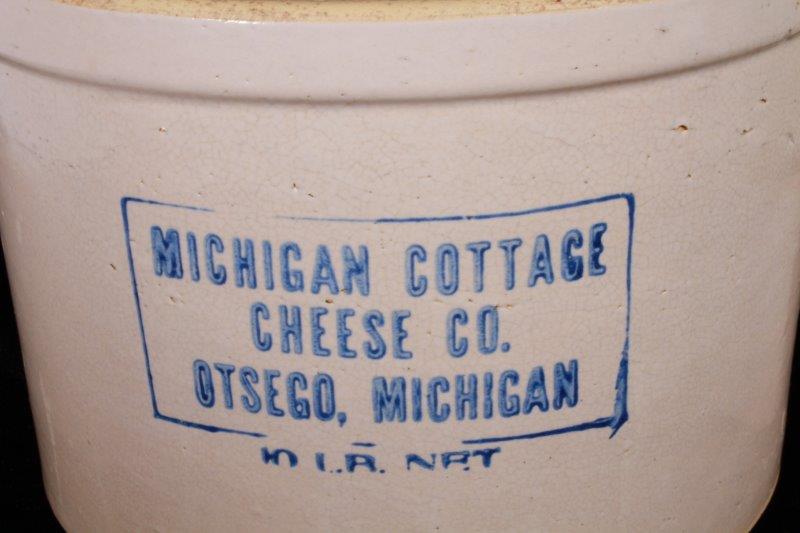 MICHIGAN COTTAGE
CHEESE CO.
OTSEGO, MICHIGAN
10 LB. NET